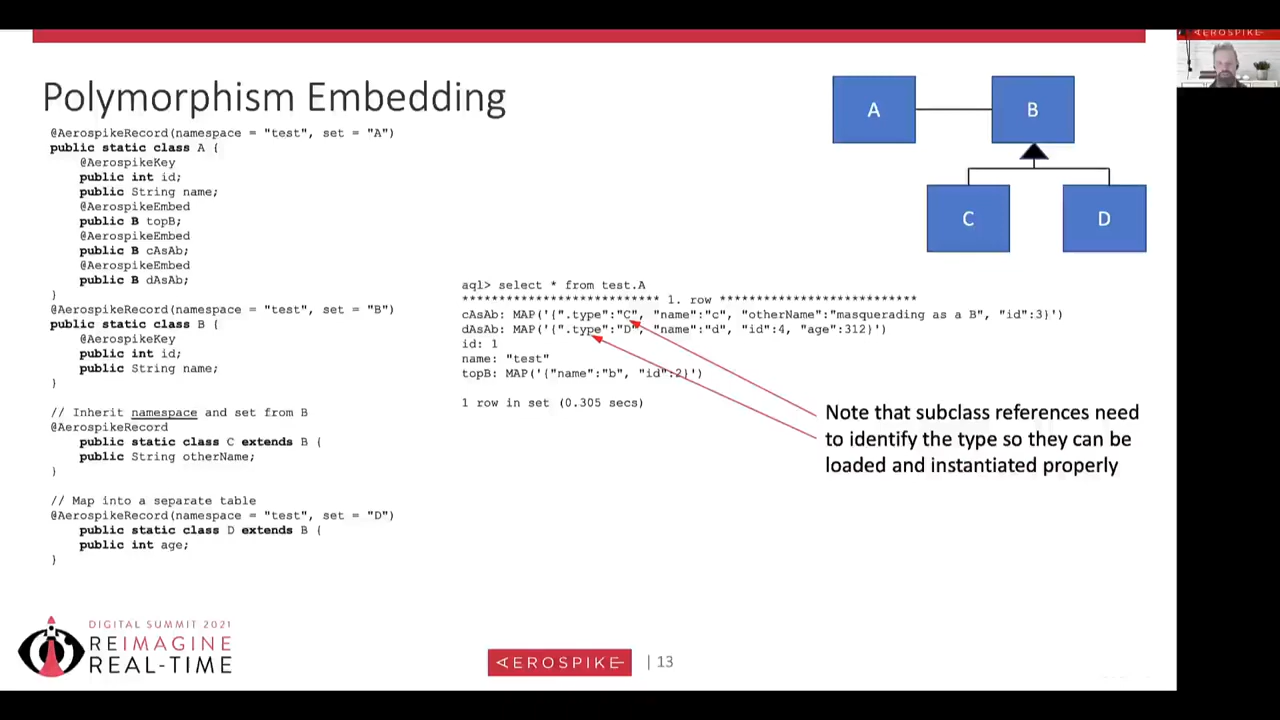 AEROSPIKE
Polymorphism Embedding
@AerospikeRecord(namespace = "test", set = "A")
public static class A {
@AerospikeKey
public int id;
public String name;
@AerospikeEmbed
public B topB;
@AerospikeEmbed
public B cAsAb;
@AerospikeEmbed
public B dAsAb;
}
@AerospikeRecord(namespace = "test", set = "B")
public static class B {
@AerospikeKey
public int id;
public String name;
}
// Inherit namespace and set from B
@AerospikeRecord
public static class C extends B {
public String otherName;
}
// Map into a separate table
@AerospikeRecord(namespace = "test", set = "D")
public static class D extends B {
public int age;
}
A
B
C
D
aql> select * from test.A
*************************** 1. row ***************************
cAsAb: MAP('{".type":"C", "name":"c", "otherName":"masquerading as a B", "id":3}')
dAsAb: MAP('{".type":"D", "name":"d", "id":4, "age":312}')
id: 1
name: "test"
topB: MAP('{"name":"b", "id":2}')
1 row in set (0.305 secs)
Note that subclass references need
to identify the type so they can be
loaded and instantiated properly
DIGITAL SUMMIT 2021
REIMAGINE
REAL-TIME
AEROSPIKE
| 13